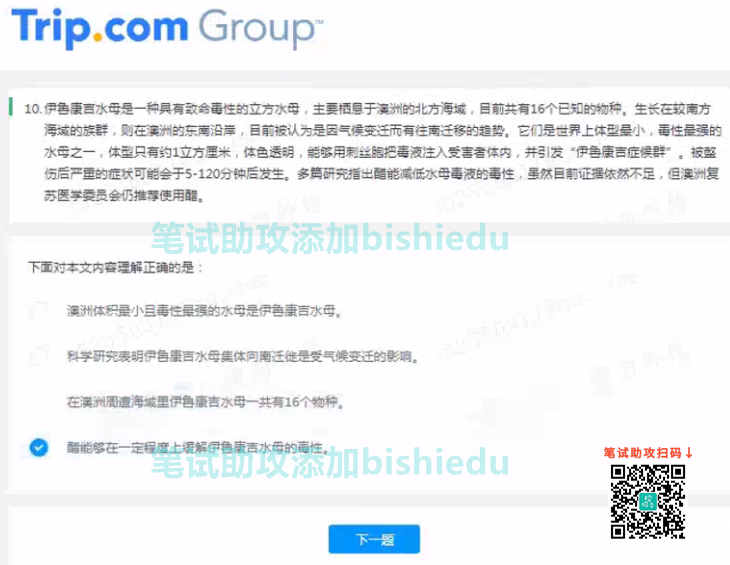 Trip.com Group™
10. 伊鲁康吉水母是一种具有致命毒性的立方水母，主要栖息于澳洲的北方海域，目前共有16个已知的物种。生长在较南方
海域的族群，则在澳洲的东南沿岸，目前被认为是因气候变迁而有往南迁移的趋势。它们是世界上体型最小，毒性最强的
水母之一，体型只有约1立方厘米，体色透明，能够用刺丝胞把毒液注入受害者体内，并引发“伊鲁康吉症候群”。被螫
伤后严重的症状可能会于5-120分钟后发生。多篇研究指出醋能减低水母毒液的毒性，虽然目前证据依然不足，但澳洲复
苏医学委员会仍推荐使用醋。
笔试助攻添加bishiedu
下面对本文内容理解正确的是：
澳洲体积最小且毒性最强的水母是伊鲁康吉水母。
科学研究表明伊鲁康吉水母集体向南迁徙是受气候变迁的影响。
在澳洲周遭海域里伊鲁康吉水母一共有16个物种。
醋能够在一定程度上缓解伊鲁康吉水母的毒性。
笔试助攻添加bishiedu
笔试助攻扫码↓
下一题